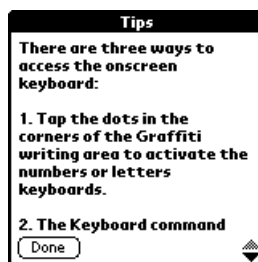 Tips
There are three ways to
access the onscreen
keyboard:
1. Tap the dots in the
corners of the Graffiti
writing area to activate the
numbers or letters
keyboards.
2. The Keyboard command
Done